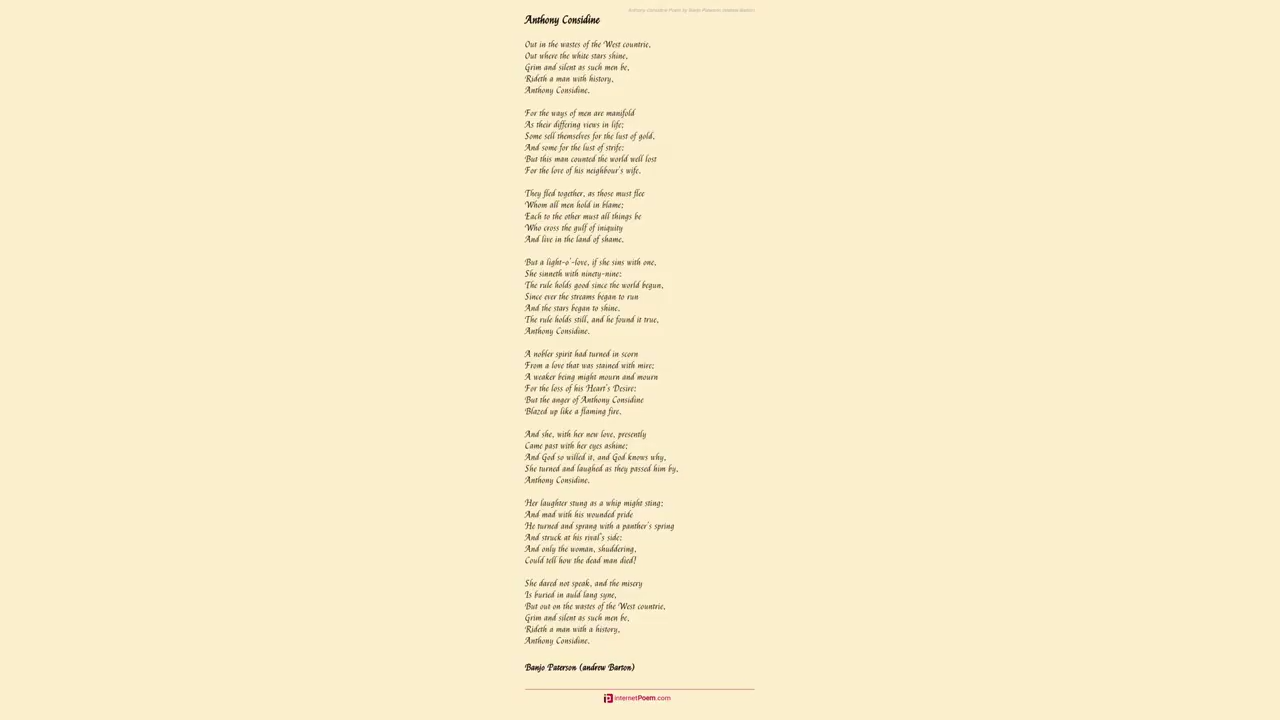 Anthony Considine Poem by Banjo Paterson (andrew Barton)
Anthony Considine
Out in the wastes of the West countrie,
Out where the white stars shine,
Grim and silent as such men be,
Rideth a man with history,
Anthony Considine.
For the ways of men are manifold
As their differing views in life;
Some sell themselves for the lust of gold,
And some for the lust of strife:
But this man counted the world well lost
For the love of his neighbour's wife.
They fled together, as those must flee
Whom all men hold in blame;
Each to the other must all things be
Who cross the gulf of iniquity
And live in the land of shame.
But a light-o'-love, if she sins with one,
She sinneth with ninety-nine:
The rule holds good since the world begun,
Since ever the streams began to run
And the stars began to shine.
The rule holds still, and he found it true,
Anthony Considine.
A nobler spirit had turned in scorn
From a love that was stained with mire;
A weaker being might mourn and mourn
For the loss of his Heart's Desire:
But the anger of Anthony Considine
Blazed up like a flaming fire.
And she, with her new love, presently
Came past with her eyes ashine;
And God so willed it, and God knows why,
She turned and laughed as they passed him by,
Anthony Considine.
Her laughter stung as a whip might sting;
And mad with his wounded pride
He turned and sprang with a panther's spring
And struck at his rival's side:
And only the woman, shuddering,
Could tell how the dead man died!
She dared not speak, and the misery
Is buried in auld lang syne,
But out on the wastes of the West countrie,
Grim and silent as such men be,
Rideth a man with a history,
Anthony Considine.
Banjo Paterson (andrew Barton)
internetPoem.com